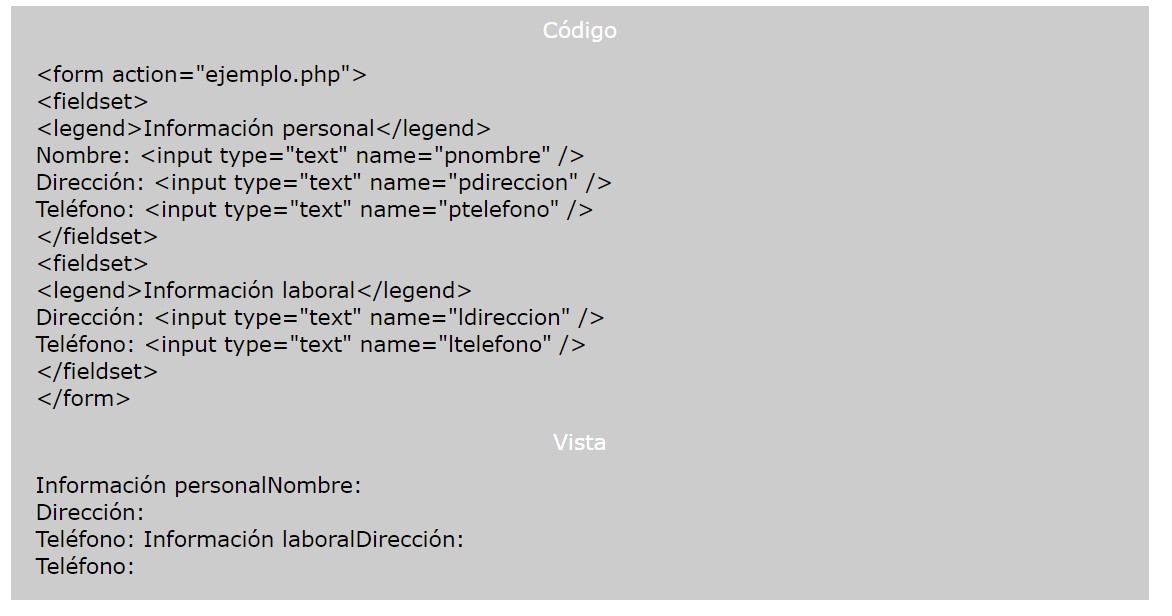 Código
<form action="ejemplo.php">
<fieldset>
<legend>Información personal</legend>
Nombre: <input type="text" name="pnombre" />
Dirección: <input type="text" name="pdireccion" />
Teléfono: <input type="text" name="ptelefono" />
</fieldset>
<fieldset>
<legend>Información laboral</legend>
Dirección: <input type="text" name="ldireccion" />
Teléfono: <input type="text" name="ltelefono" />
</fieldset>
</form>
Vista
Información personalNombre:
Dirección:
Teléfono: Información laboralDirección:
Teléfono: